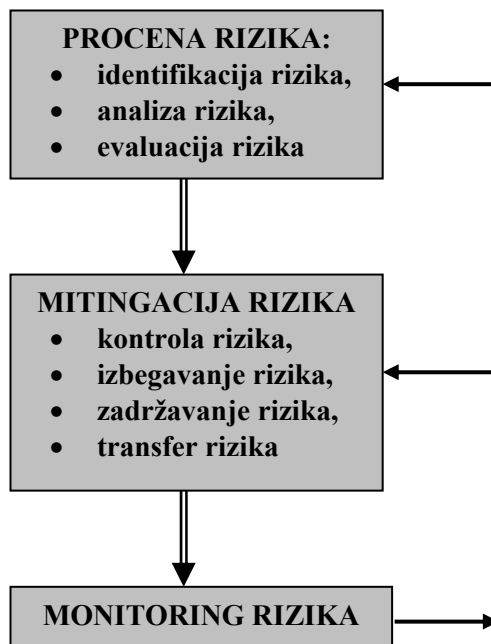 PROCENA RIZIKA:
• identifikacija rizika,
• analiza rizika,
• evaluacija rizika
MITINGACIJA RIZIKA
• kontrola rizika,
• izbegavanje rizika,
• zadržavanje rizika,
• transfer rizika
MONITORING RIZIKA